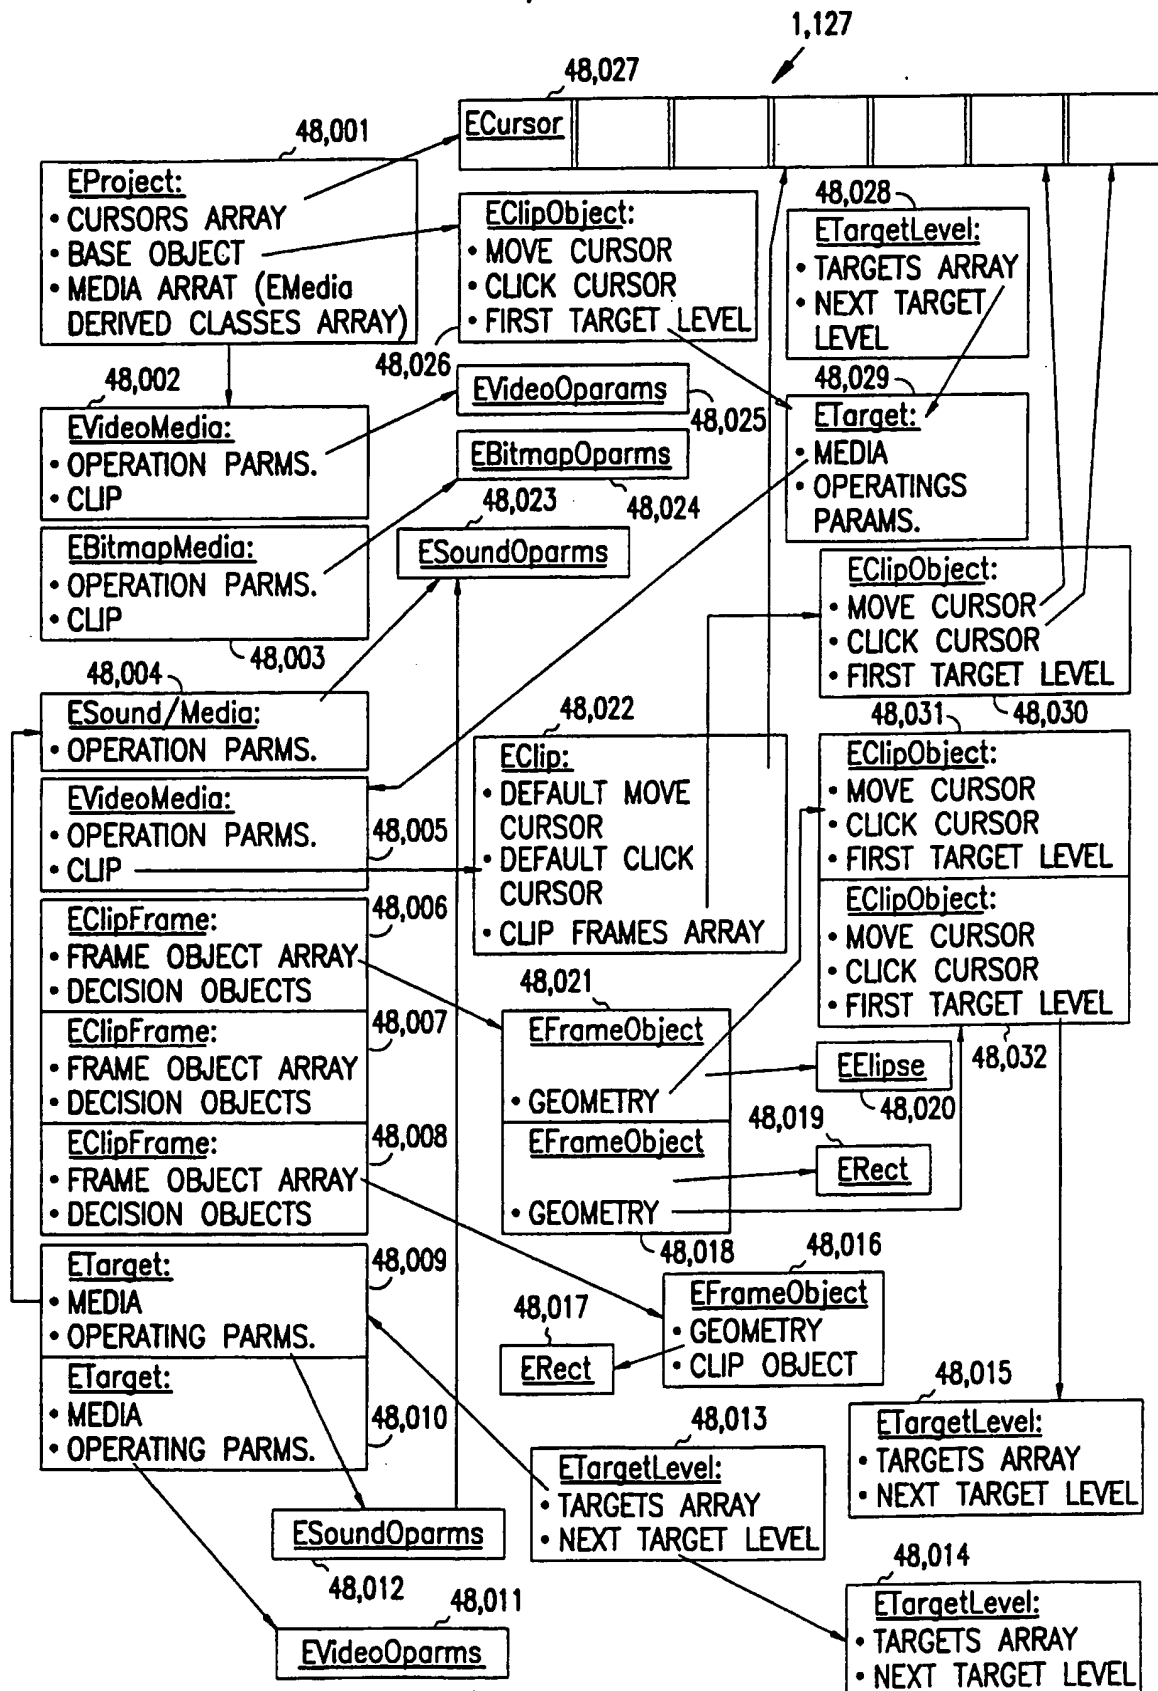 1,127
48,027
ECursor
48,001
EProject:
• CURSORS ARRAY
• BASE OBJECT
• MEDIA ARRAT (EMedia
DERIVED CLASSES ARRAY)
EClipObject:
• MOVE CURSOR
• CLICK CURSOR
• FIRST TARGET LEVEL
48,026
48,028
ETargetLevel:
• TARGETS ARRAY
• NEXT TARGET
LEVEL
48,002
EVideoMedia:
• OPERATION PARMS.
• CLIP
EVideoOparams
48,025
EBitmapOparms
48,024
48,029
ETarget:
• MEDIA
• OPERATINGS
PARAMS.
EBitmapMedia:
• OPERATION PARMS.
• CLIP
48,003
48,023
ESoundOparms
EClipObject:
• MOVE CURSOR
• CLICK CURSOR
• FIRST TARGET LEVEL
48,030
48,004
ESound/Media:
• OPERATION PARMS.
EVideoMedia:
• OPERATION PARMS.
• CLIP
48,005
48,022
EClip:
• DEFAULT MOVE
CURSOR
• DEFAULT CLICK
CURSOR
• CLIP FRAMES ARRAY
48,031
EClipObject:
• MOVE CURSOR
• CLICK CURSOR
• FIRST TARGET LEVEL
EClipObject:
• MOVE CURSOR
• CLICK CURSOR
• FIRST TARGET LEVEL
48,032
EClipFrame:
• FRAME OBJECT ARRAY
• DECISION OBJECTS
48,006
EClipFrame:
• FRAME OBJECT ARRAY
• DECISION OBJECTS
48,007
EClipFrame:
• FRAME OBJECT ARRAY
• DECISION OBJECTS
48,008
48,021
EFrameObject
• GEOMETRY
EFrameObject
• GEOMETRY
48,018
EElipse
48,020
48,019
ERect
ETarget:
• MEDIA
• OPERATING PARMS.
48,009
ETarget:
• MEDIA
• OPERATING PARMS.
48,010
48,016
EFrameObject
• GEOMETRY
• CLIP OBJECT
48,017
ERect
48,015
ETargetLevel:
• TARGETS ARRAY
• NEXT TARGET LEVEL
48,013
ETargetLevel:
• TARGETS ARRAY
• NEXT TARGET LEVEL
ESoundOparms
48,012
48,014
ETargetLevel:
• TARGETS ARRAY
• NEXT TARGET LEVEL
48,011
EVideoOparms